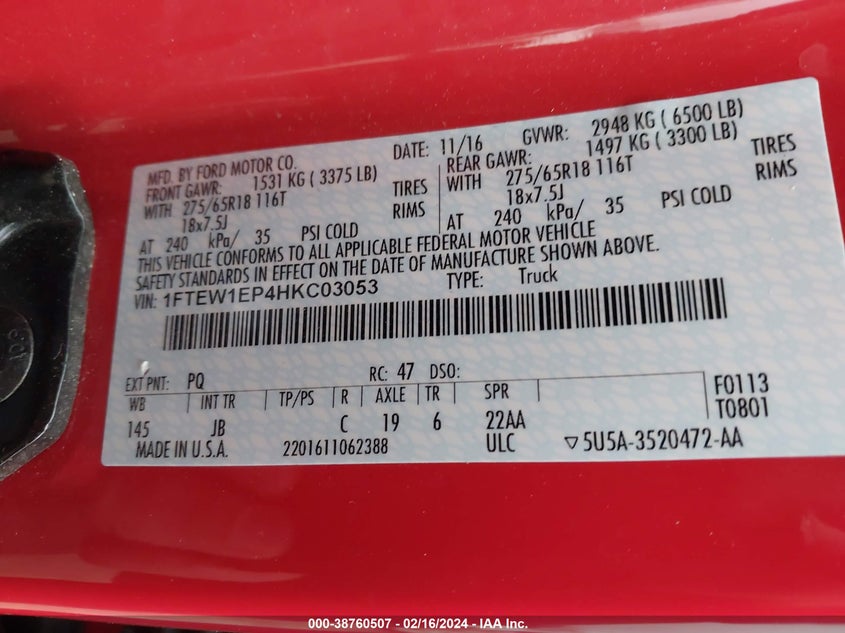 MFD. BY FORD MOTOR CO. DATE: 11/16 GVWR: 2948 KG ( 6500 LB)
FRONT GAWR: 1531 KG ( 3375 LB) REAR GAWR: 1497 KG ( 3300 LB)
WITH 275/65R18 116T TIRES WITH 275/65R18 116T TIRES
18x7.5J RIMS 18x7.5J RIMS
AT 240 kPa/ 35 PSI COLD AT 240 kPa/ 35 PSI COLD
THIS VEHICLE CONFORMS TO ALL APPLICABLE FEDERAL MOTOR VEHICLE
SAFETY STANDARDS IN EFFECT ON THE DATE OF MANUFACTURE SHOWN ABOVE.
VIN: 1FTEW1EP4HKC03053 TYPE: Truck
EXT PNT: PQ RC: 47 DSO:
WB INT TR TP/PS R AXLE TR SPR F0113
145 JB C 19 6 22AA T0801
MADE IN U.S.A. 2201611062388 ULC ▽5U5A-3520472-AA
000-38760507 - 02/16/2024 - IAA Inc.